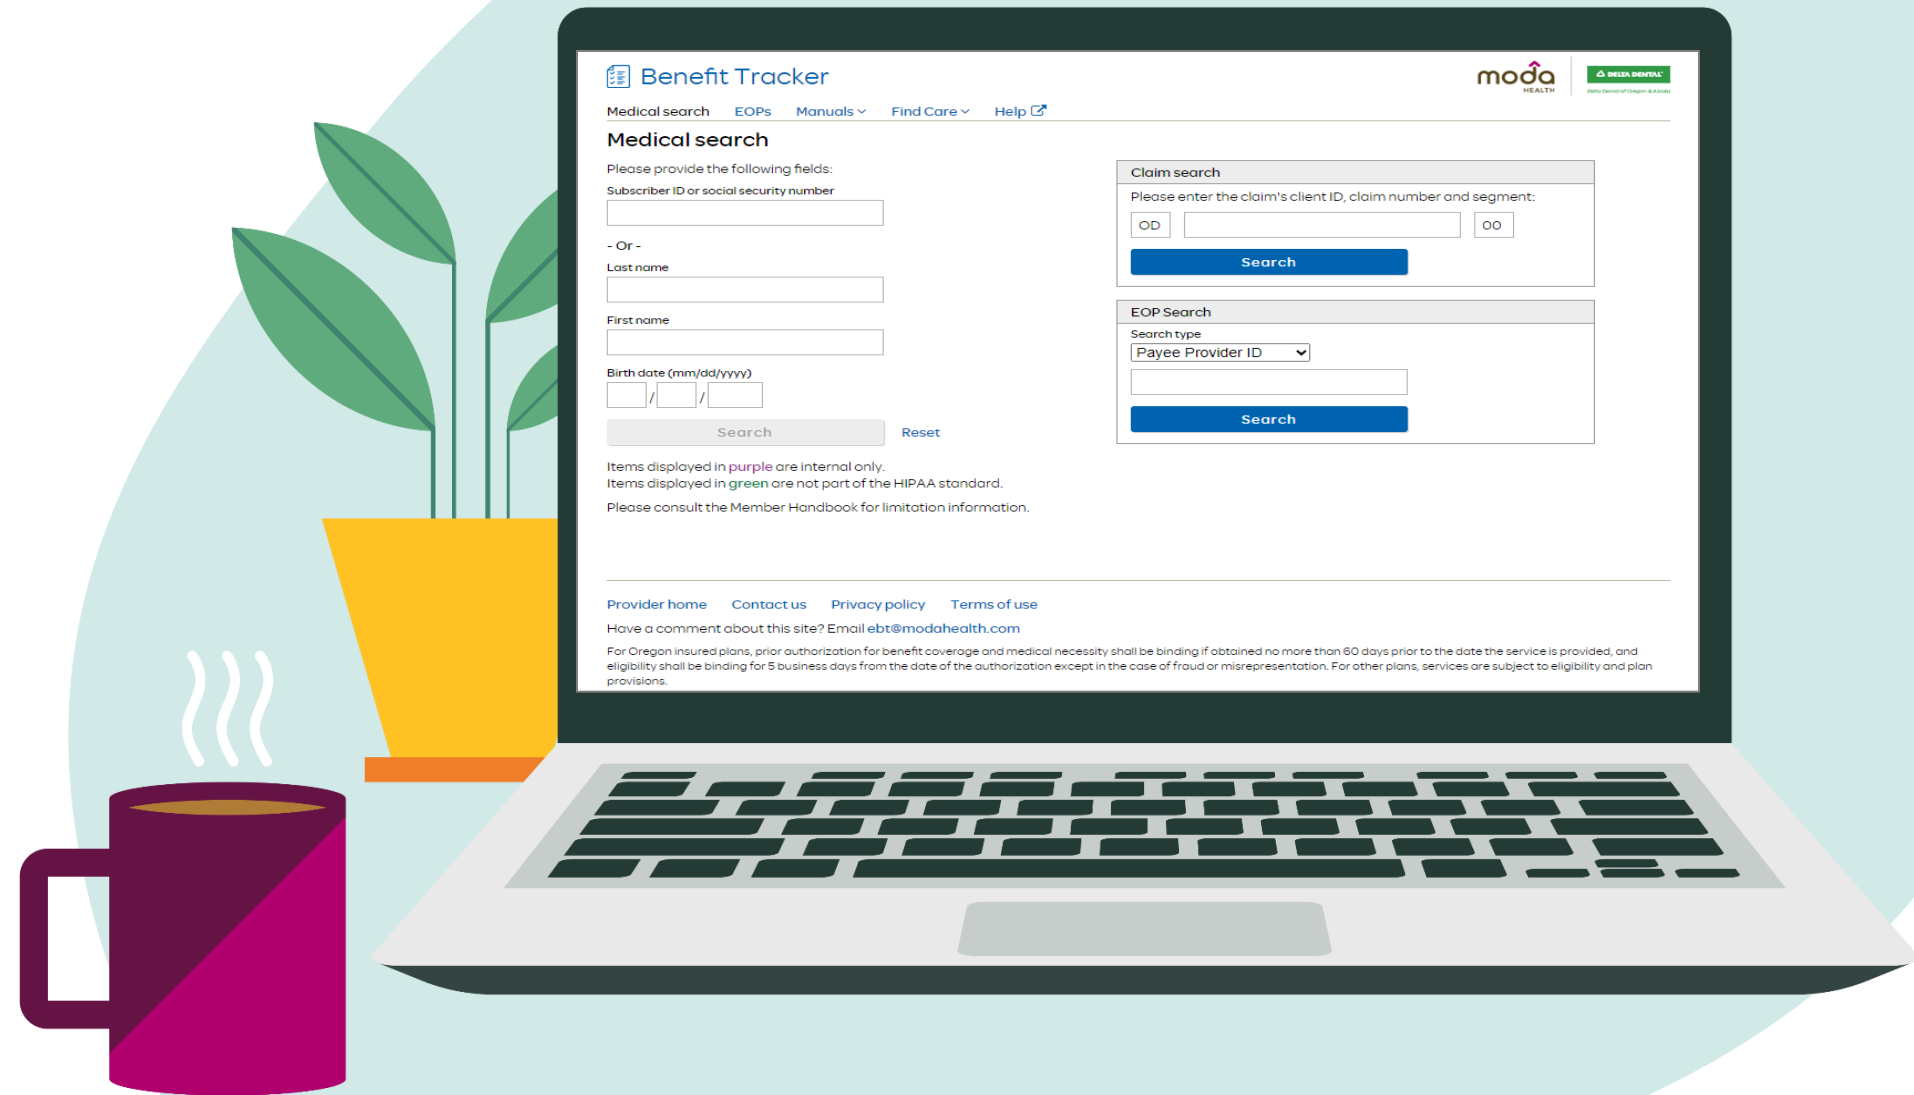 Benefit Tracker
moda
HEALTH
DELTA DENTAL
Delta Dental of Oregon & Alaska
Medical search EOPs Manuals Find Care Help
Medical search
Please provide the following fields:
Subscriber ID or social security number
- Or -
Last name
First name
Birth date (mm/dd/yyyy)
/ /
Search Reset
Items displayed in purple are internal only.
Items displayed in green are not part of the HIPAA standard.
Please consult the Member Handbook for limitation information.
Claim search
Please enter the claim's client ID, claim number and segment:
OD 00
Search
EOP Search
Search type
Payee Provider ID
Search
Provider home Contact us Privacy policy Terms of use
Have a comment about this site? Email ebt@modahealth.com
For Oregon insured plans, prior authorization for benefit coverage and medical necessity shall be binding if obtained no more than 60 days prior to the date the service is provided, and
eligibility shall be binding for 5 business days from the date of the authorization except in the case of fraud or misrepresentation. For other plans, services are subject to eligibility and plan
provisions.